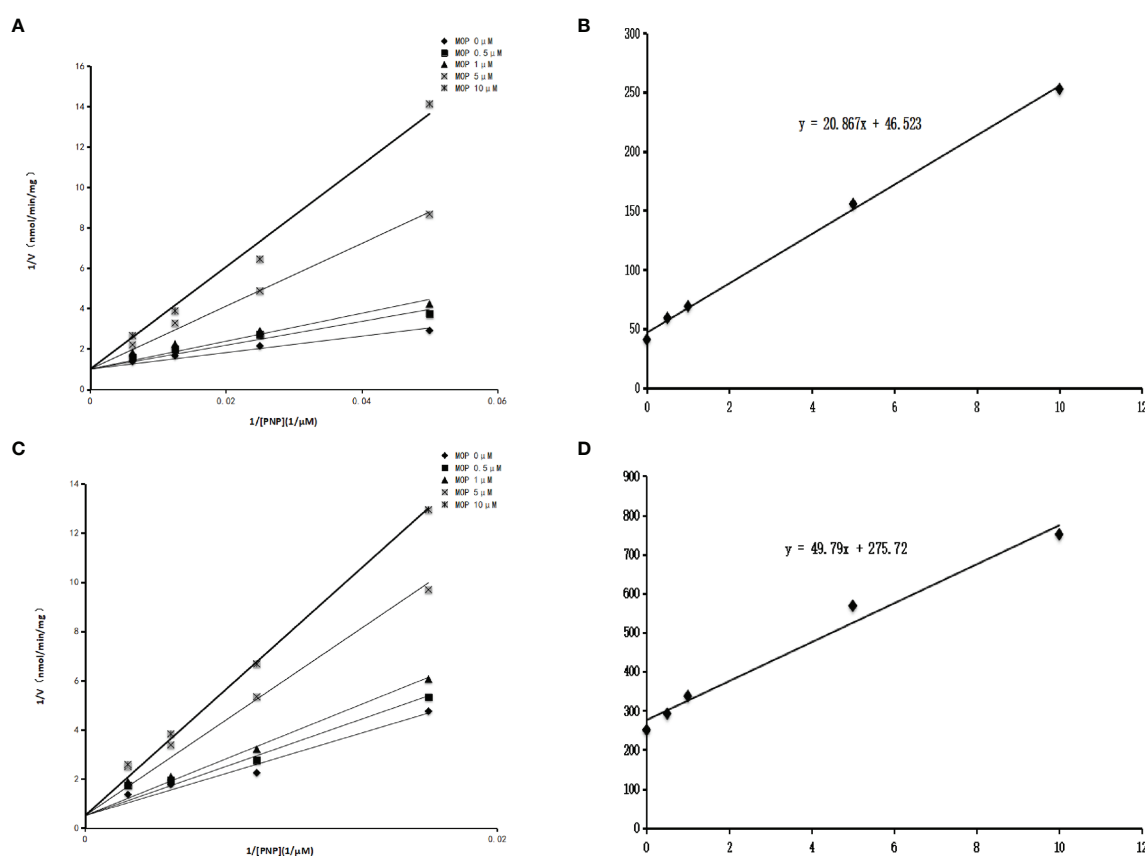 A
MOP 0 μM
MOP 0.5 μM
MOP 1 μM
MOP 5 μM
MOP 10 μM
16
14
12
10
8
6
4
2
0
0
0.02
0.04
0.06
1/V (nmol/min/mg)
1/[PNP](1/μM)
B
300
250
200
150
100
50
0
y = 20.867x + 46.523
0
2
4
6
8
10
12
C
MOP 0 μM
MOP 0.5 μM
MOP 1 μM
MOP 5 μM
MOP 10 μM
14
12
10
8
6
4
2
0
0
0.02
1/V (nmol/min/mg)
1/[PNP](1/μM)
D
900
800
700
600
500
400
300
200
100
0
y = 49.79x + 275.72
0
2
4
6
8
10
12